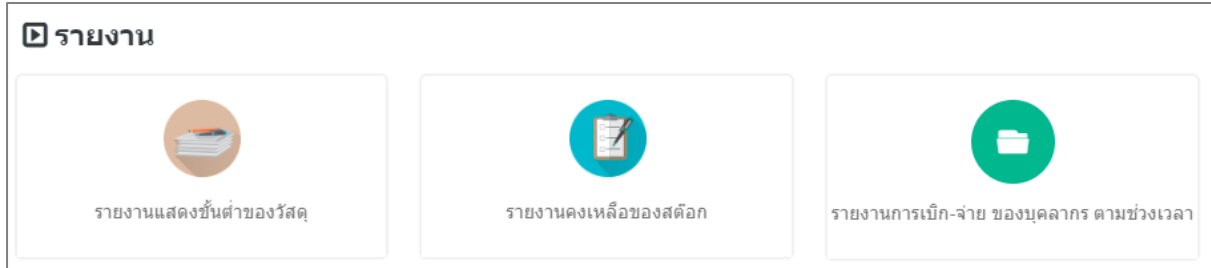 รายงาน
รายงานแสดงขั้นต่ำของวัสดุ
รายงานคงเหลือของสต๊อก
รายงานการเบิก-จ่าย ของบุคลากร ตามช่วงเวลา